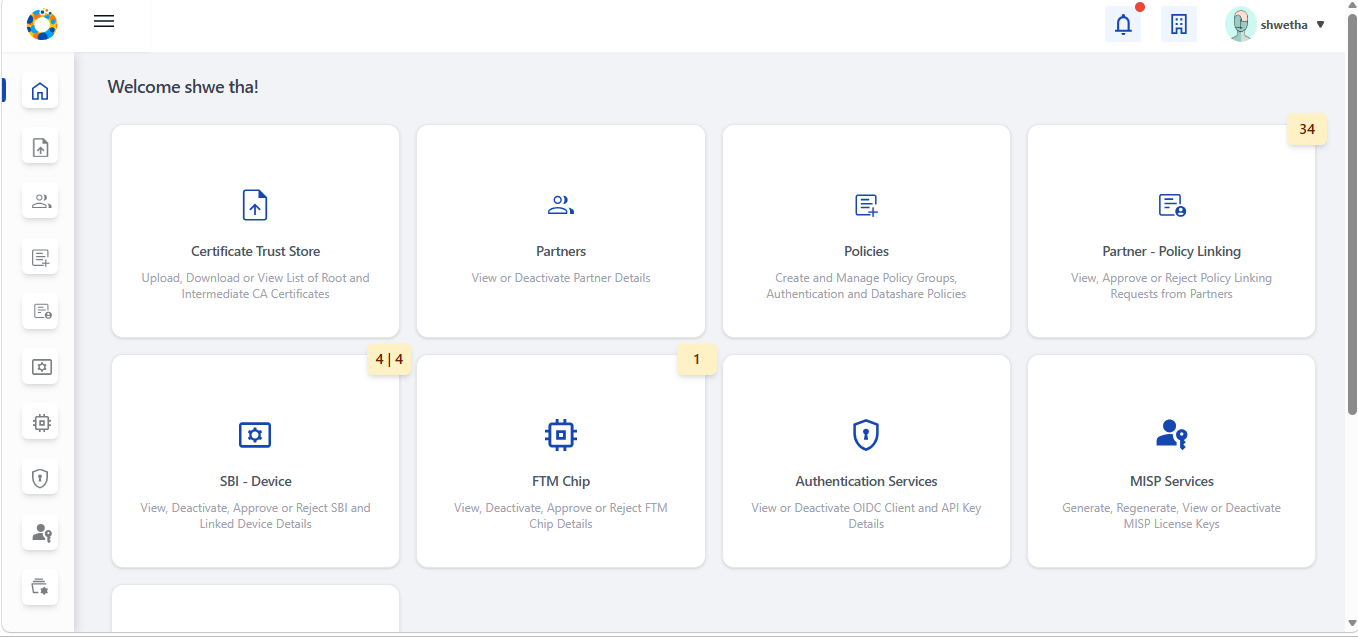 shwetha
Welcome shwe tha!
Certificate Trust Store
Upload, Download or View List of Root and
Intermediate CA Certificates
Partners
View or Deactivate Partner Details
Policies
Create and Manage Policy Groups,
Authentication and Datashare Policies
34
Partner - Policy Linking
View, Approve or Reject Policy Linking
Requests from Partners
4 | 4
SBI - Device
View, Deactivate, Approve or Reject SBI and
Linked Device Details
1
FTM Chip
View, Deactivate, Approve or Reject FTM
Chip Details
Authentication Services
View or Deactivate OIDC Client and API Key
Details
MISP Services
Generate, Regenerate, View or Deactivate
MISP License Keys